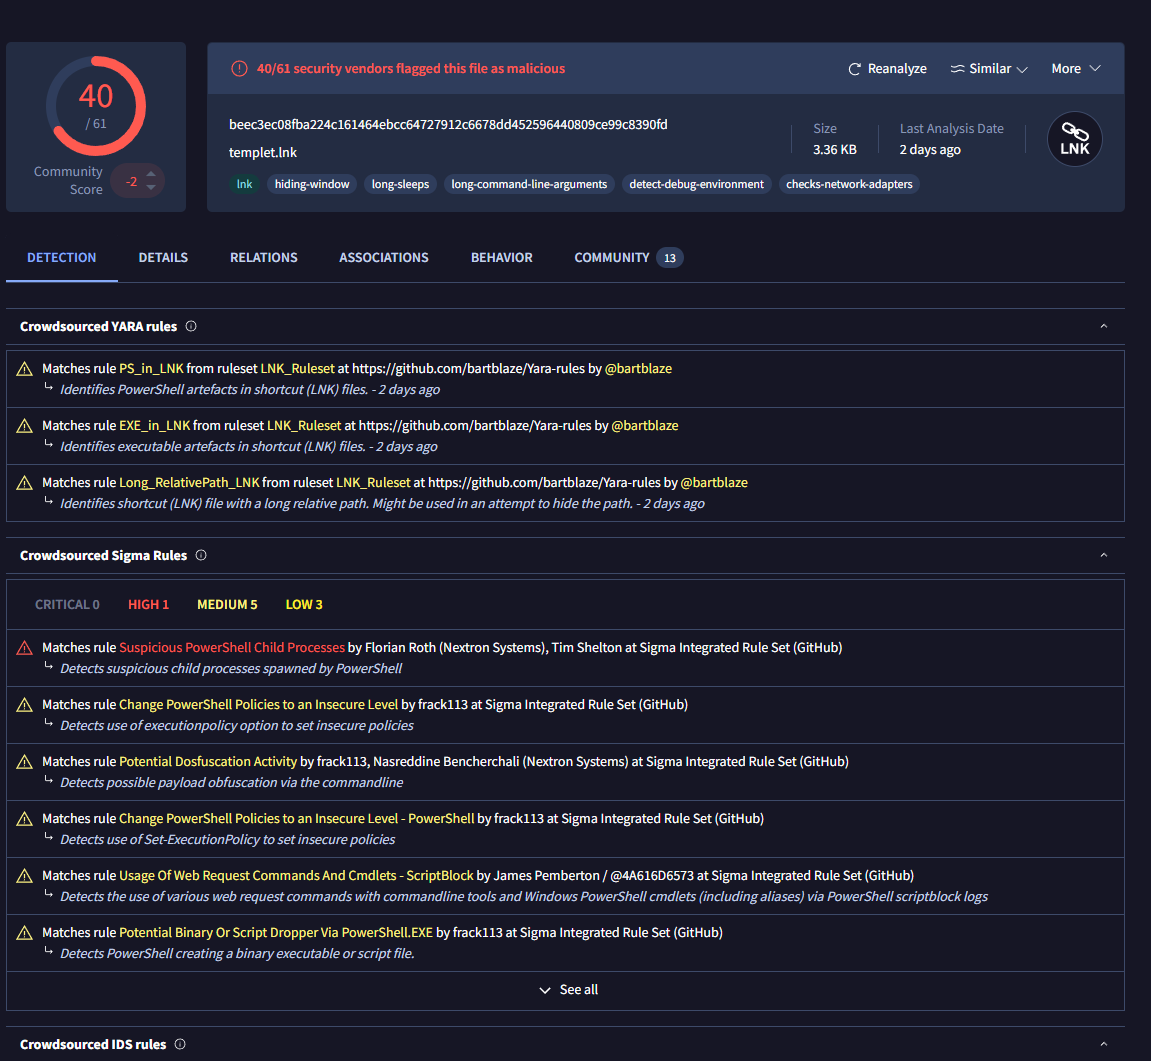 40
/ 61
Community
Score
-2
40/61 security vendors flagged this file as malicious
Reanalyze
Similar
More
beec3ec08fba224c161464ebcc64727912c6678dd452596440809ce99c8390fd
templet.lnk
Size
3.36 KB
Last Analysis Date
2 days ago
LNK
lnk hiding-window long-sleeps long-command-line-arguments detect-debug-environment checks-network-adapters
DETECTION DETAILS RELATIONS ASSOCIATIONS BEHAVIOR COMMUNITY 13
Crowdsourced YARA rules
Matches rule PS_in_LNK from ruleset LNK_Ruleset at https://github.com/bartblaze/Yara-rules by @bartblaze
Identifies PowerShell artefacts in shortcut (LNK) files. - 2 days ago
Matches rule EXE_in_LNK from ruleset LNK_Ruleset at https://github.com/bartblaze/Yara-rules by @bartblaze
Identifies executable artefacts in shortcut (LNK) files. - 2 days ago
Matches rule Long_RelativePath_LNK from ruleset LNK_Ruleset at https://github.com/bartblaze/Yara-rules by @bartblaze
Identifies shortcut (LNK) file with a long relative path. Might be used in an attempt to hide the path. - 2 days ago
Crowdsourced Sigma Rules
CRITICAL 0 HIGH 1 MEDIUM 5 LOW 3
Matches rule Suspicious PowerShell Child Processes by Florian Roth (Nextron Systems), Tim Shelton at Sigma Integrated Rule Set (GitHub)
Detects suspicious child processes spawned by PowerShell
Matches rule Change PowerShell Policies to an Insecure Level by frack113 at Sigma Integrated Rule Set (GitHub)
Detects use of executionpolicy option to set insecure policies
Matches rule Potential Dosfuscation Activity by frack113, Nasreddine Bencherchali (Nextron Systems) at Sigma Integrated Rule Set (GitHub)
Detects possible payload obfuscation via the commandline
Matches rule Change PowerShell Policies to an Insecure Level - PowerShell by frack113 at Sigma Integrated Rule Set (GitHub)
Detects use of Set-ExecutionPolicy to set insecure policies
Matches rule Usage Of Web Request Commands And Cmdlets - ScriptBlock by James Pemberton / @4A616D6573 at Sigma Integrated Rule Set (GitHub)
Detects the use of various web request commands with commandline tools and Windows PowerShell cmdlets (including aliases) via PowerShell scriptblock logs
Matches rule Potential Binary Or Script Dropper Via PowerShell.EXE by frack113 at Sigma Integrated Rule Set (GitHub)
Detects PowerShell creating a binary executable or script file.
See all
Crowdsourced IDS rules